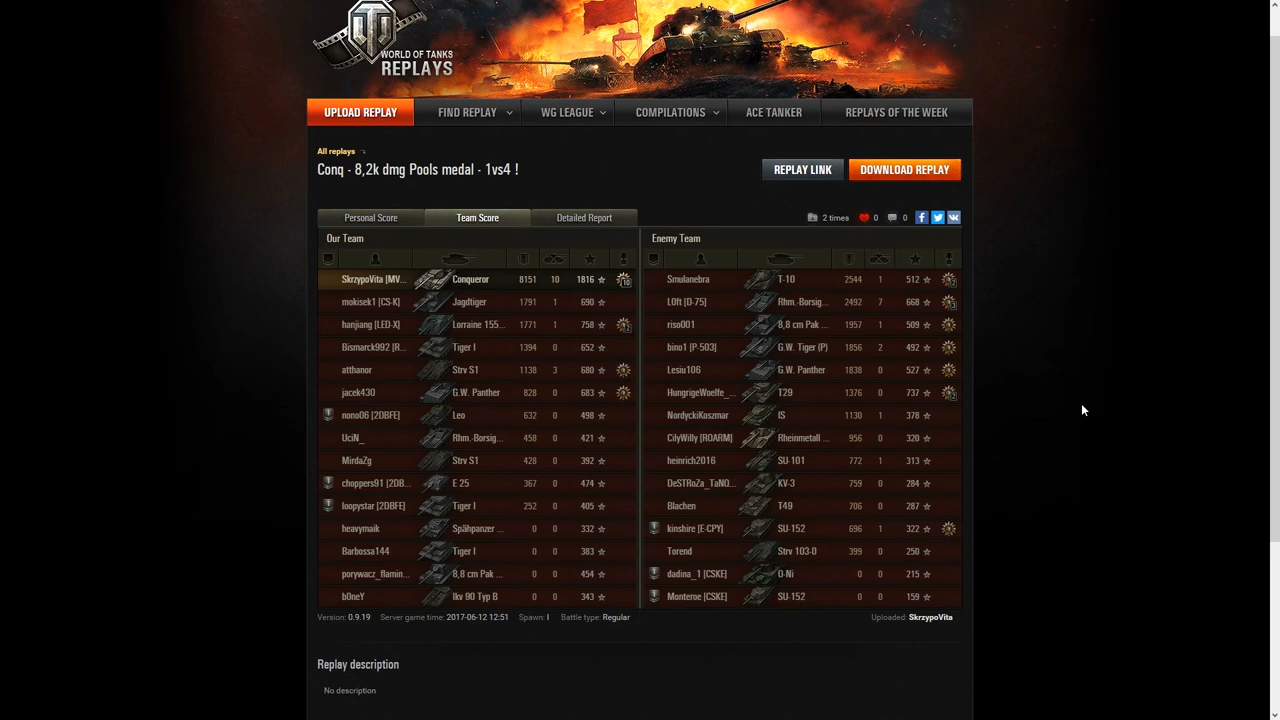 WORLD OF TANKS
REPLAYS
UPLOAD REPLAY FIND REPLAY WG LEAGUE COMPILATIONS ACE TANKER REPLAYS OF THE WEEK
All replays
Conq - 8,2k dmg Pools medal - 1vs4 !
REPLAY LINK DOWNLOAD REPLAY
Personal Score Team Score Detailed Report 2 times 0 0
Our Team Enemy Team
SkrzypoVita [MV... Conqueror 8151 10 1816 10 Smulanebra T-10 2544 1 512 2
mokisek1 [CS-K] Jagdtiger 1791 1 690 L0ft [D-75] Rhm.-Borsig... 2492 7 668 3
hanjiang [LED-X] Lorraine 155... 1771 1 758 2 riso001 8,8 cm Pak ... 1957 1 509
Bismarck992 [R... Tiger I 1394 0 652 bino1 [P-503] G.W. Tiger (P) 1856 2 492
atthanor Strv S1 1138 3 680 Lesiu106 G.W. Panther 1838 0 527
jacek430 G.W. Panther 828 0 683 HungrigeWoelfe_... T29 1376 0 737 2
nono06 [2DBFE] Leo 632 0 498 NordyckiKoszmar IS 1130 1 378
UciN_ Rhm.-Borsig... 458 0 421 CilyWilly [ROARM] Rheinmetall ... 956 0 320
MirdaZg Strv S1 428 0 392 heinrich2016 SU-101 772 1 313
choppers91 [2DB... E 25 367 0 474 DeSTRoZa_TaNQ... KV-3 759 0 284
loopystar [2DBFE] Tiger I 252 0 405 Blachen T49 706 0 287
heavymaik Spähpanzer ... 0 0 332 kinshire [E-CPY] SU-152 696 1 322
Barbossa144 Tiger I 0 0 383 Torend Strv 103-0 399 0 250
porywacz_flamin... 8,8 cm Pak ... 0 0 454 dadina_1 [CSKE] O-Ni 0 0 215
b0neY Ikv 90 Typ B 0 0 343 Monteroe [CSKE] SU-152 0 0 159
Version: 0.9.19 Server game time: 2017-06-12 12:51 Spawn: I Battle type: Regular Uploaded: SkrzypoVita
Replay description
No description